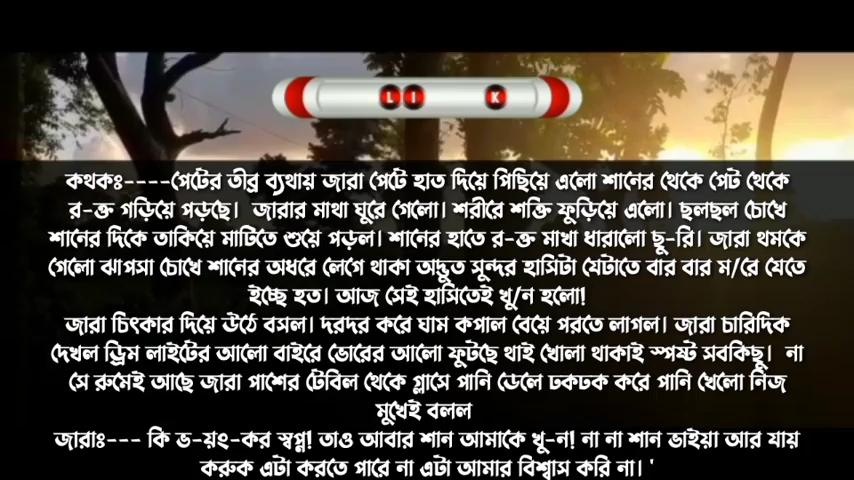 L I K
কথকঃ----পেটের তীব্র ব্যথায় জারা পেটে হাত দিয়ে পিছিয়ে এলো শানের থেকে পেট থেকে
র-ক্ত গড়িয়ে পড়ছে। জারার মাথা ঘুরে গেলো। শরীরে শক্তি ফুড়িয়ে এলো। ছলছল চোখে
শানের দিকে তাকিয়ে মাটিতে শুয়ে পড়ল। শানের হাতে র-ক্ত মাখা ধারালো ছু-রি। জারা থমকে
গেলো ঝাপসা চোখে শানের অধরে লেগে থাকা অদ্ভুত সুন্দর হাসিটা যেটাতে বার বার ম/রে যেতে
ইচ্ছে হত। আজ সেই হাসিতেই খু/ন হলো!
জারা চিৎকার দিয়ে উঠে বসল। দরদর করে ঘাম কপাল বেয়ে পরতে লাগল। জারা চারিদিক
দেখল ড্রিম লাইটের আলো বাইরে ভোরের আলো ফুটছে থাই খোলা থাকাই স্পষ্ট সবকিছু। না
সে রুমেই আছে জারা পাশের টেবিল থেকে গ্লাসে পানি ঢেলে ঢকঢক করে পানি খেলো নিজ
মুখেই বলল
জারাঃ--- কি ভ-য়ং-কর স্বপ্ন! তাও আবার শান আমাকে খু-ন! না না শান ভাইয়া আর যায়
করুক এটা করতে পারে না এটা আমার বিশ্বাস করি না। '